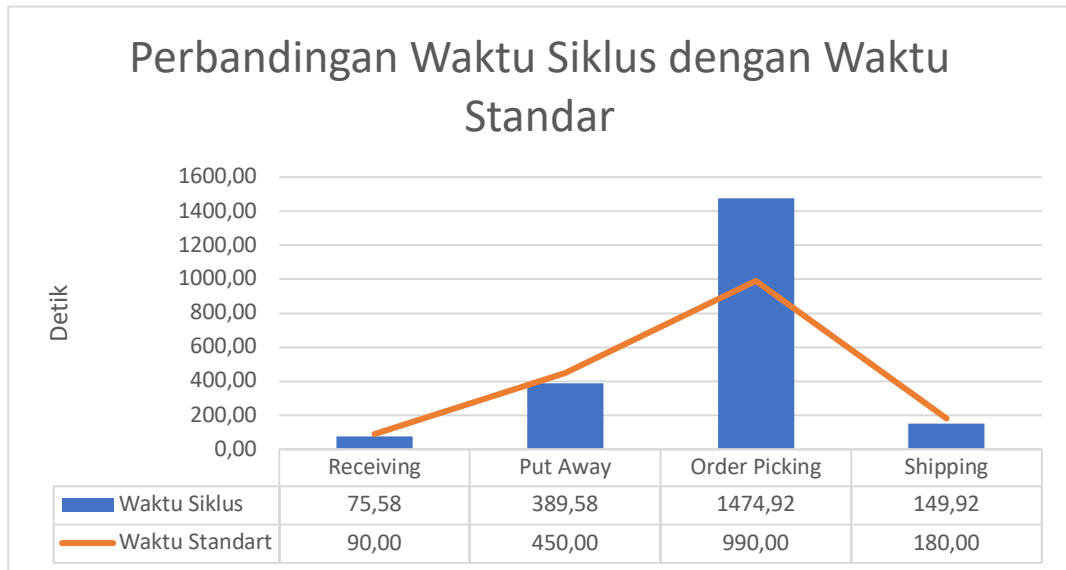 Perbandingan Waktu Siklus dengan Waktu
Standar
Detik
1600,00
1400,00
1200,00
1000,00
800,00
600,00
400,00
200,00
0,00
Receiving Put Away Order Picking Shipping
Waktu Siklus 75,58 389,58 1474,92 149,92
Waktu Standart 90,00 450,00 990,00 180,00